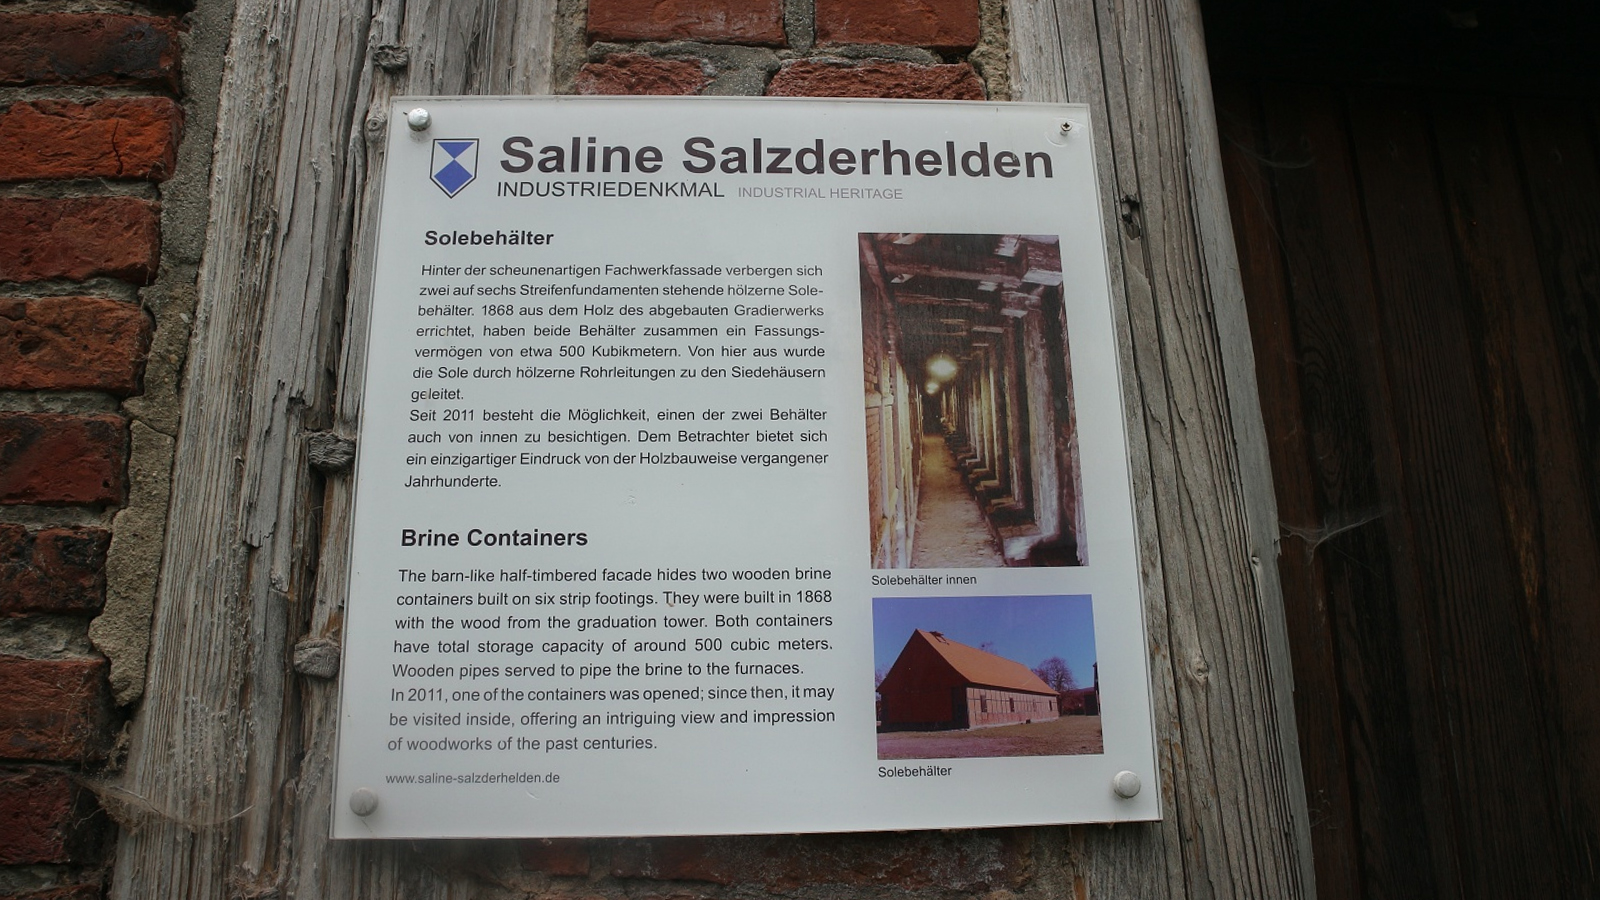 Saline Salzderhelden
INDUSTRIEDENKMAL INDUSTRIAL HERITAGE
Solebehälter
Hinter der scheunenartigen Fachwerkfassade verbergen sich
zwei auf sechs Streifenfundamenten stehende hölzerne Sole-
behälter. 1868 aus dem Holz des abgebauten Gradierwerks
errichtet, haben beide Behälter zusammen ein Fassungs-
vermögen von etwa 500 Kubikmetern. Von hier aus wurde
die Sole durch hölzerne Rohrleitungen zu den Siedehäusern
geleitet.
Seit 2011 besteht die Möglichkeit, einen der zwei Behälter
auch von innen zu besichtigen. Dem Betrachter bietet sich
ein einzigartiger Eindruck von der Holzbauweise vergangener
Jahrhunderte.
Brine Containers
The barn-like half-timbered facade hides two wooden brine
containers built on six strip footings. They were built in 1868
with the wood from the graduation tower. Both containers
have total storage capacity of around 500 cubic meters.
Wooden pipes served to pipe the brine to the furnaces.
In 2011, one of the containers was opened; since then, it may
be visited inside, offering an intriguing view and impression
of woodworks of the past centuries.
www.saline-salzderhelden.de
Solebehälter innen
Solebehälter